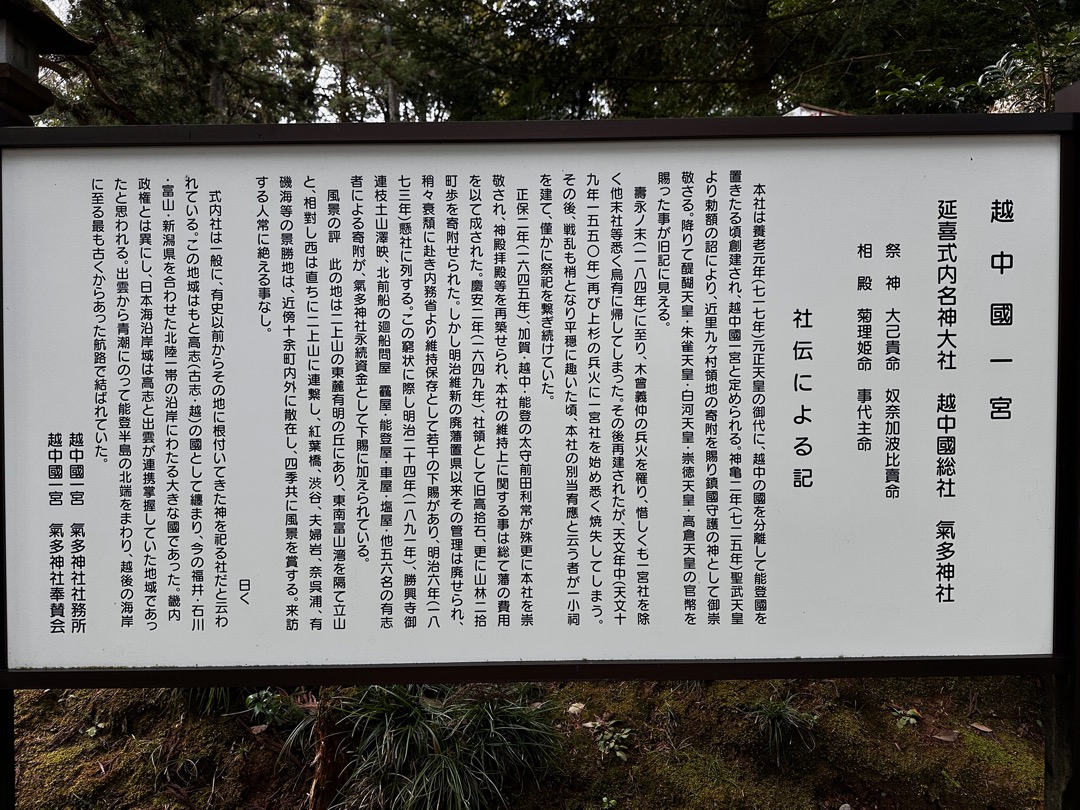 越中國一宮
延喜式内名神大社　越中國総社　氣多神社
祭　神　大己貴命　奴奈加波比賣命
相　殿　菊理姫命　事代主命
社伝による記
本社は養老元年（七一七年）元正天皇の御代に、越中の國を分離して能登國を
置きたる頃創建され、越中國一宮と定められる。神亀二年（七二五年）聖武天皇
より勅額の詔により、近里九ヶ村領地の寄附を賜り鎮國守護の神として御崇
敬さる。降りて醍醐天皇・朱雀天皇・白河天皇・崇徳天皇・高倉天皇の官幣を
賜った事が旧記に見える。
壽永ノ末（一一八四年）に至り、木曾義仲の兵火を罹り、惜しくも一宮社を除
く他末社等悉く烏有に帰してしまった。その後再建されたが、天文年中（天文十
九年一五五〇年）再び上杉の兵火に一宮社を始め悉く焼失してしまう。
その後、戦乱も梢となり平穏に趣いた頃、本社の別当宥應と云う者が一小祠
を建て、僅かに祭祀を繋ぎ続けていた。
正保二年（一六四五年）、加賀・越中・能登の太守前田利常が殊更に本社を崇
敬され、神殿拝殿等を再築せられ、本社の維持上に関する事は総て藩の費用
を以て成された。慶安二年（一六四九年）、社領として旧高拾石、更に山林二拾
町歩を寄附せられた。しかし明治維新の廃藩置県以来その管理は廃せられ、
稍々衰頽に赴き内務省より維持保存として若干の下賜があり、明治六年（一八
七三年）懸社に列する。この窮状に際し明治二十四年（一八九一年）、勝興寺御
連枝土山澤映、北前船の廻船問屋　靏屋・能登屋・車屋・塩屋・他五六名の有志
者による寄附が、氣多神社永続資金として下賜に加えられている。
風景の評　此の地は二上山の東麓有明の丘にあり、東南富山湾を隔て立山
と、相對し西は直ちに二上山に連繋し、紅葉橋、渋谷、夫婦岩、奈呉浦、有
磯海等の景勝地は、近傍十余町内外に散在し、四季共に風景を賞する。来訪
する人常に絶える事なし。
曰く
式内社は一般に、有史以前からその地に根付いてきた神を祀る社だと云わ
れている。この地域はもと高志（古志・越）の國として纏まり、今の福井・石川
・富山・新潟県を合わせた北陸一帯の沿岸にわたる大きな國であった。畿内
政権とは異にし、日本海沿岸域は高志と出雲が連携掌握していた地域であっ
たと思われる。出雲から青潮にのって能登半島の北端をまわり、越後の海岸
に至る最も古くからあった航路で結ばれていた。
越中國一宮　氣多神社社務所
越中國一宮　氣多神社奉賛会